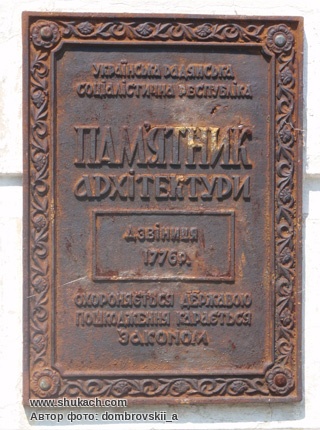 УКРАЇНСЬКА РАДЯНСЬКА
СОЦІАЛІСТИЧНА РЕСПУБЛІКА
ПАМ'ЯТНИК
АРХІТЕКТУРИ
ДЗВІНИЦЯ
1776 Р.
ОХОРОНЯЄТЬСЯ ДЕРЖАВОЮ
ПОШКОДЖЕННЯ КАРАЄТЬСЯ
ЗАКОНОМ
www.shukach.com
Автор фото: dombrovskii_a